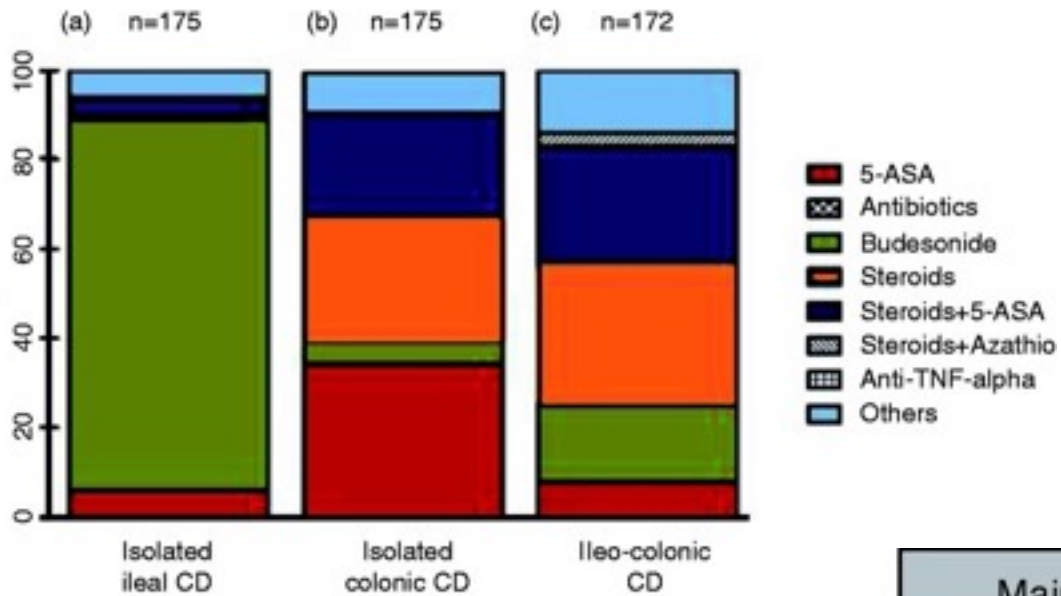 (a) n=175 (b) n=175 (c) n=172
100
80
60
40
20
0
Isolated
ileal CD
Isolated
colonic CD
Ileo-colonic
CD
5-ASA
Antibiotics
Budesonide
Steroids
Steroids+5-ASA
Steroids+Azathio
Anti-TNF-alpha
Others